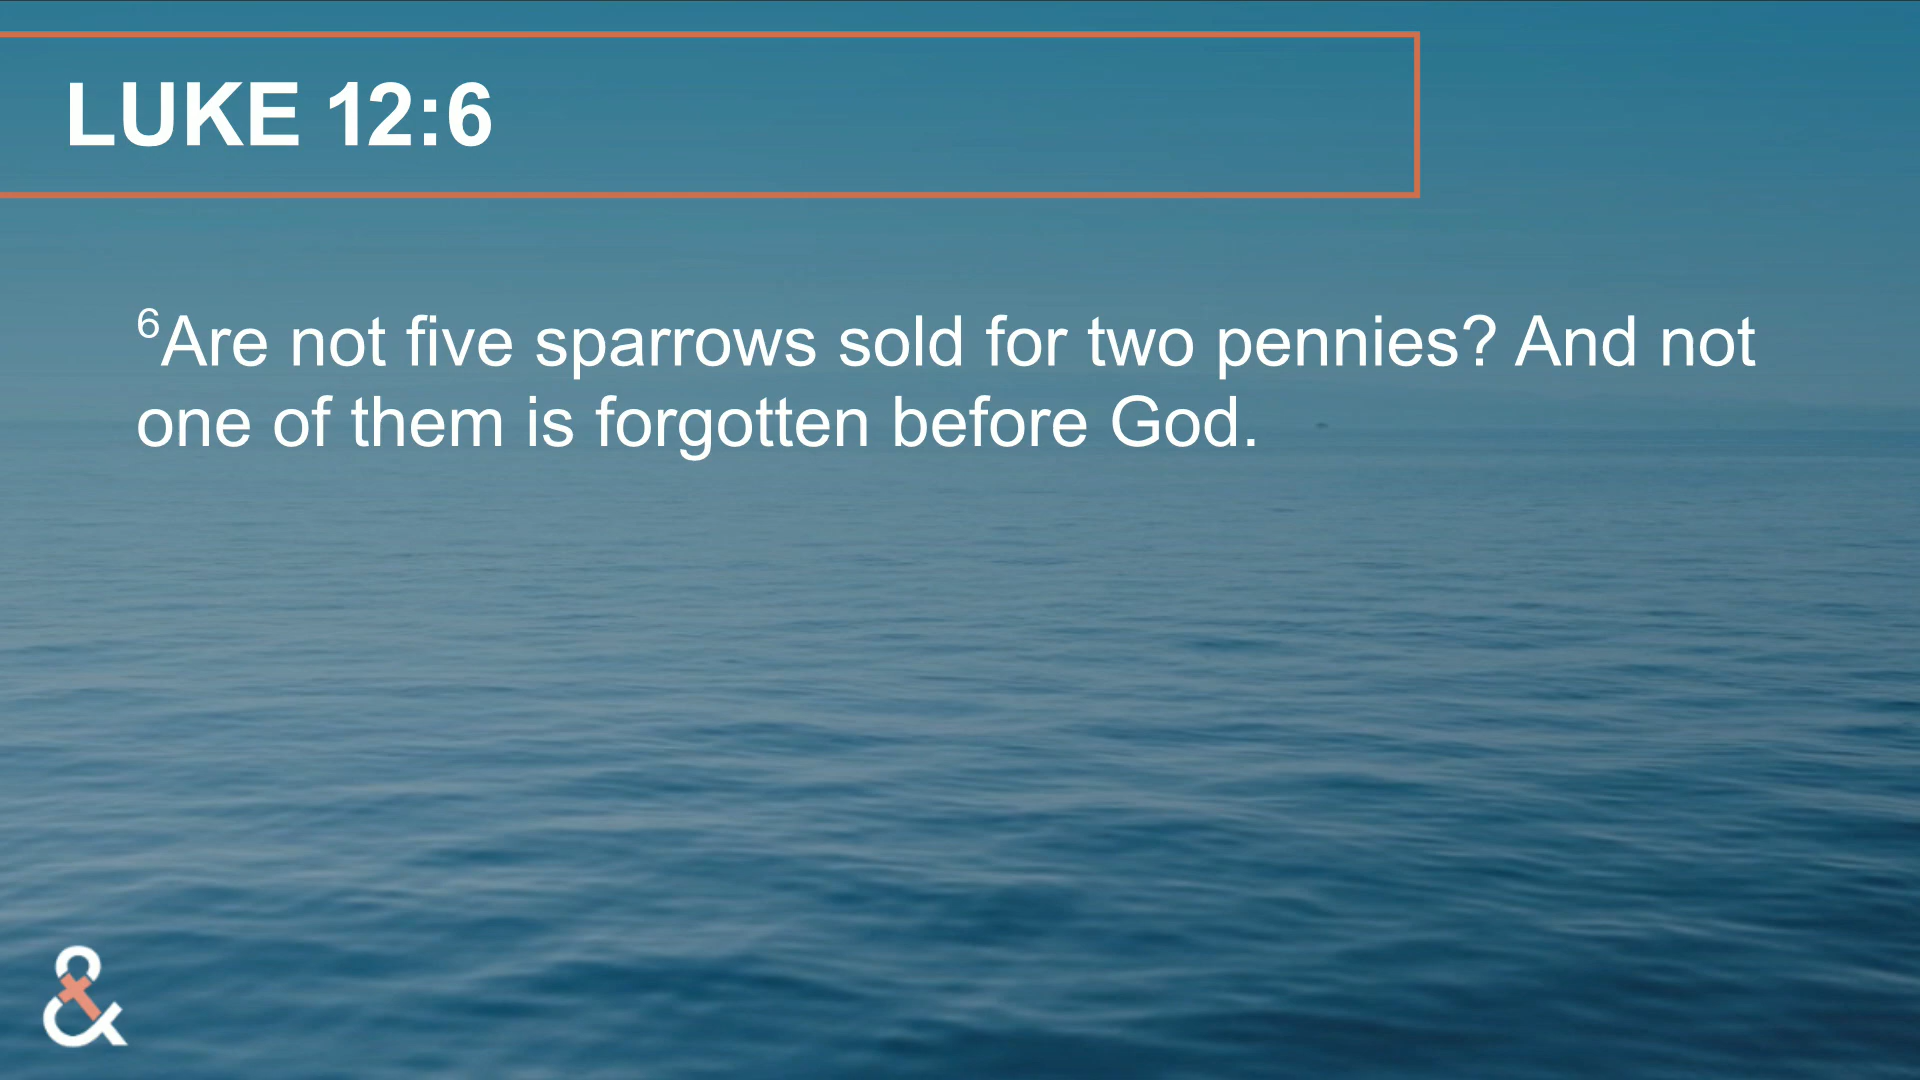 LUKE 12:6
⁶Are not five sparrows sold for two pennies? And not
one of them is forgotten before God.
&